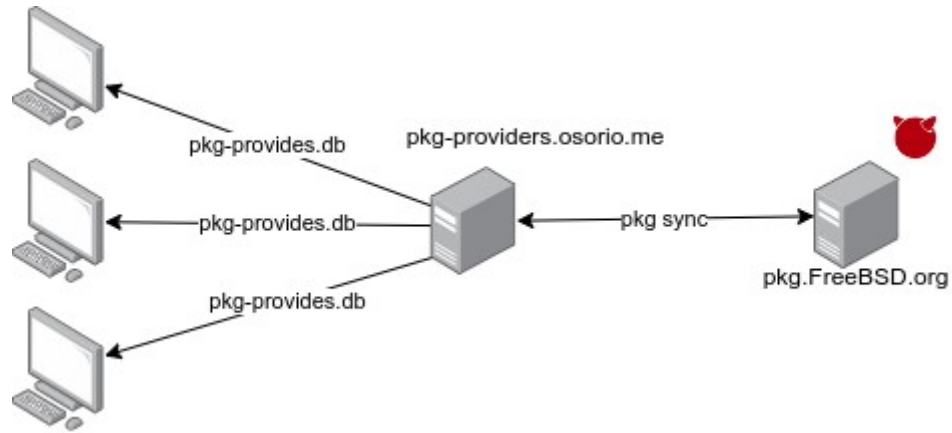 pkg-provides.db
pkg-providers.osorio.me
pkg-provides.db
pkg sync
pkg.FreeBSD.org
pkg-provides.db